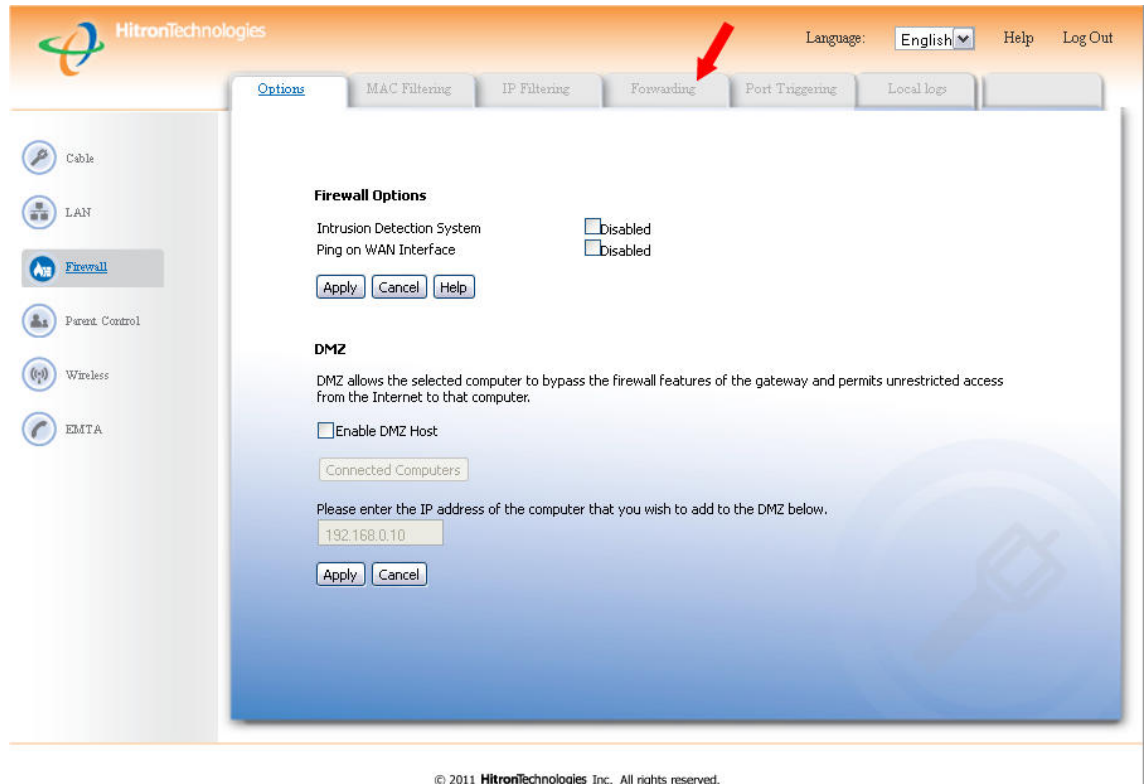 HitronTechnologies
Language: English Help Log Out
Options MAC Filtering IP Filtering Forwarding Port Triggering Local logs
Cable
LAN
Firewall
Parent Control
Wireless
EMTA
Firewall Options
Intrusion Detection System Disabled
Ping on WAN Interface Disabled
Apply Cancel Help
DMZ
DMZ allows the selected computer to bypass the firewall features of the gateway and permits unrestricted access
from the Internet to that computer.
Enable DMZ Host
Connected Computers
Please enter the IP address of the computer that you wish to add to the DMZ below.
192.168.0.10
Apply Cancel
© 2011 HitronTechnologies Inc. All rights reserved.